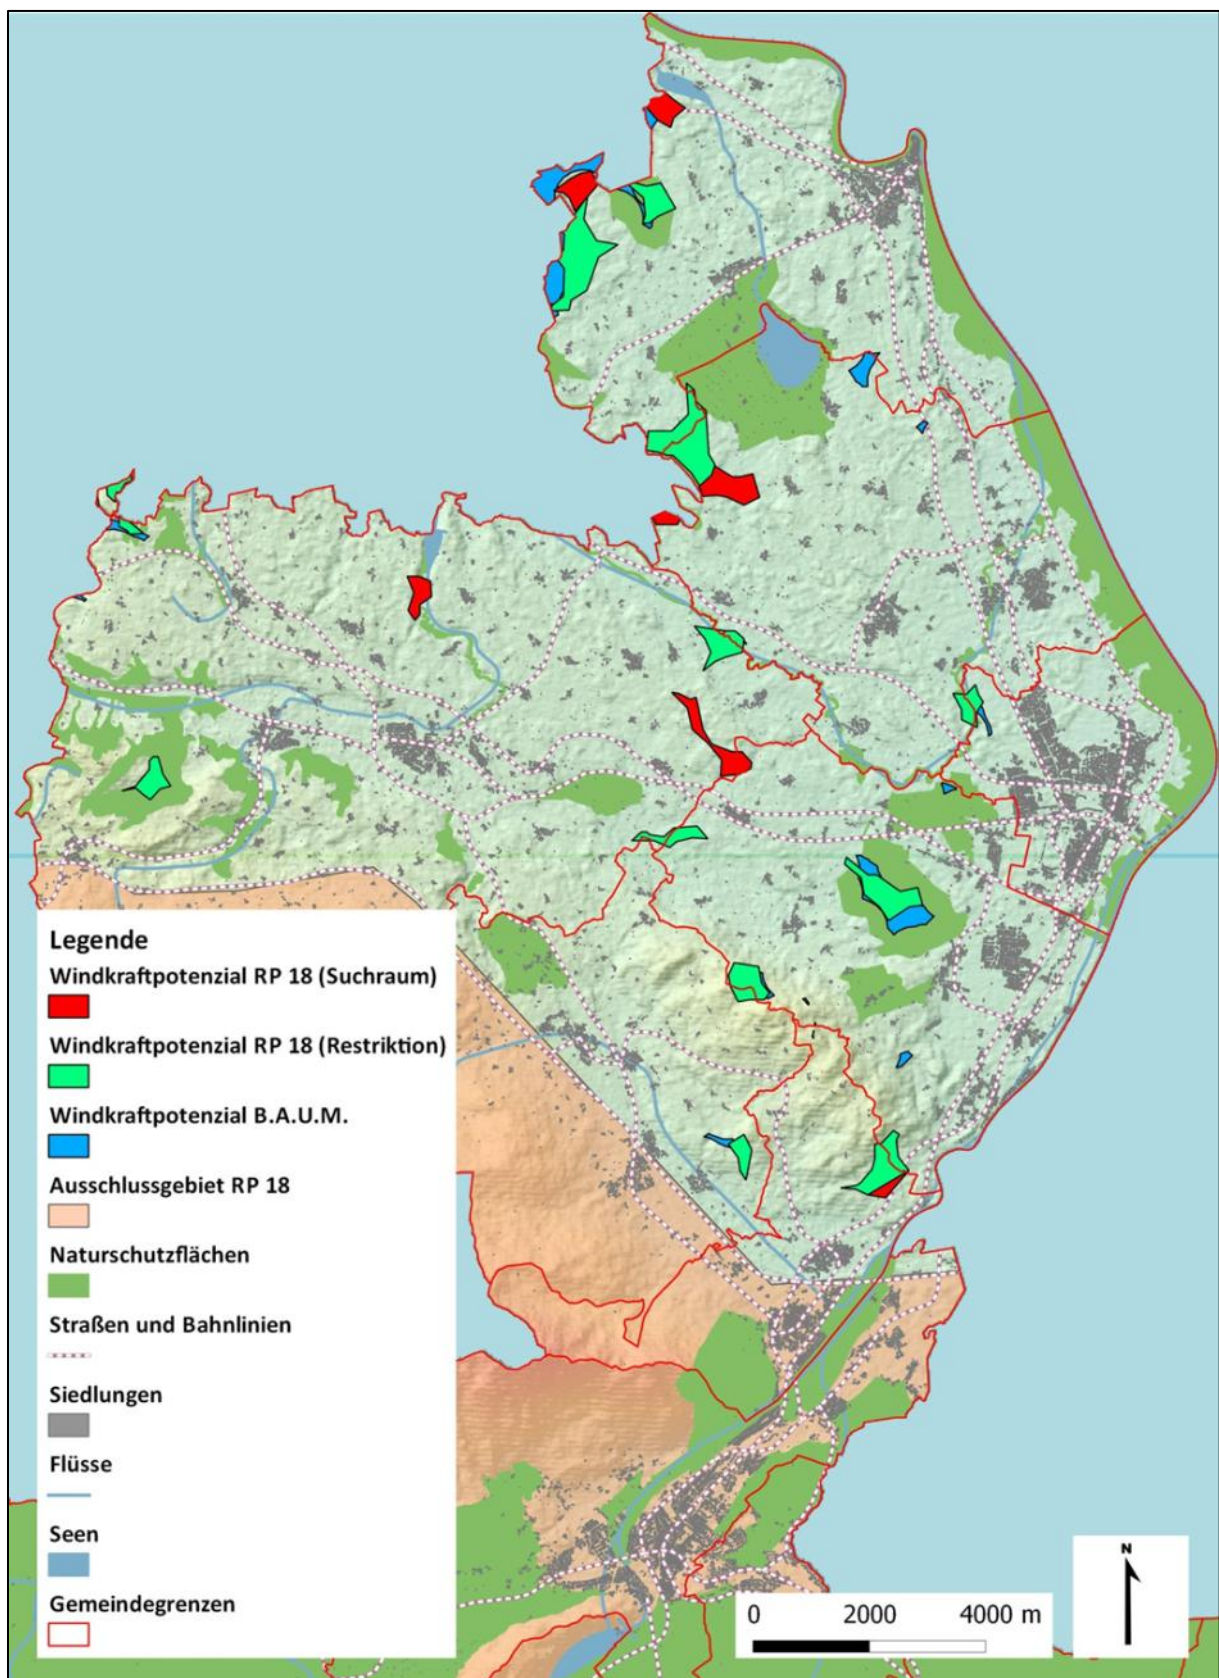 Legende
Windkraftpotenzial RP 18 (Suchraum)
Windkraftpotenzial RP 18 (Restriktion)
Windkraftpotenzial B.A.U.M.
Ausschlussgebiet RP 18
Naturschutzflächen
Straßen und Bahnlinien
Siedlungen
Flüsse
Seen
Gemeindegrenzen
N
0 2000 4000 m